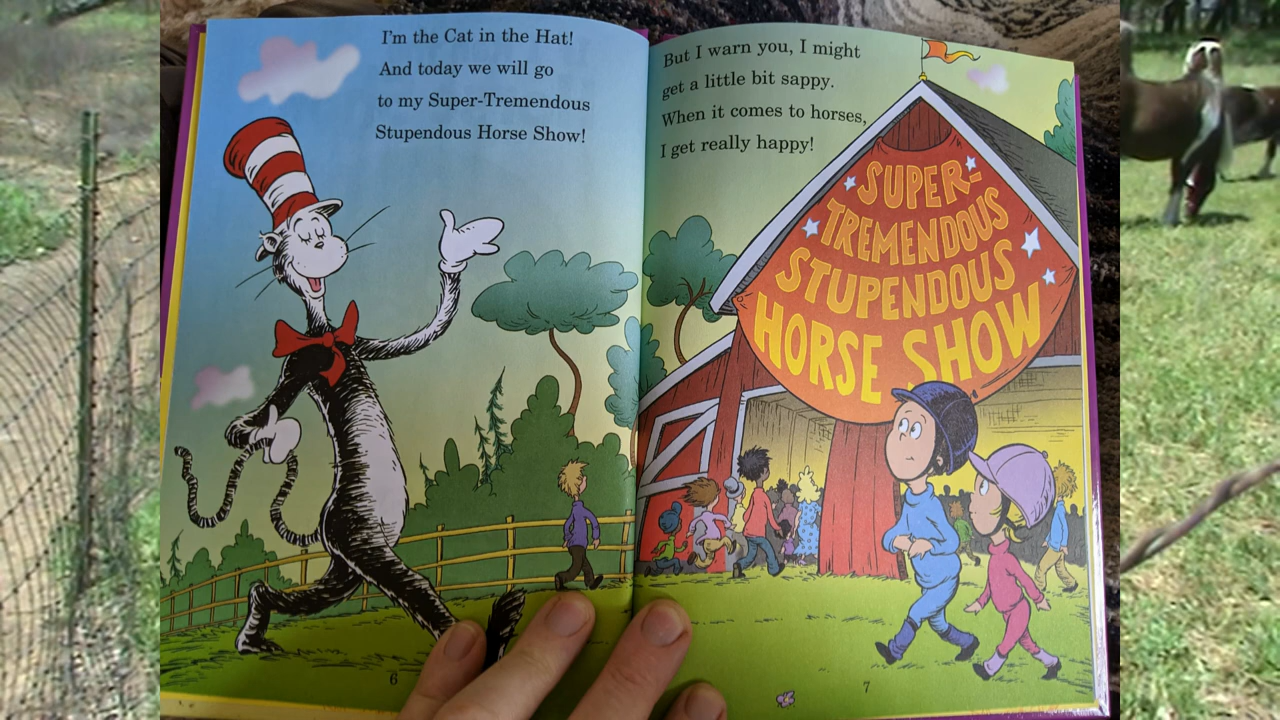 I'm the Cat in the Hat!
And today we will go
to my Super-Tremendous
Stupendous Horse Show!
6
But I warn you, I might
get a little bit sappy.
When it comes to horses,
I get really happy!
SUPER-
TREMENDOUS
STUPENDOUS
HORSE SHOW
7